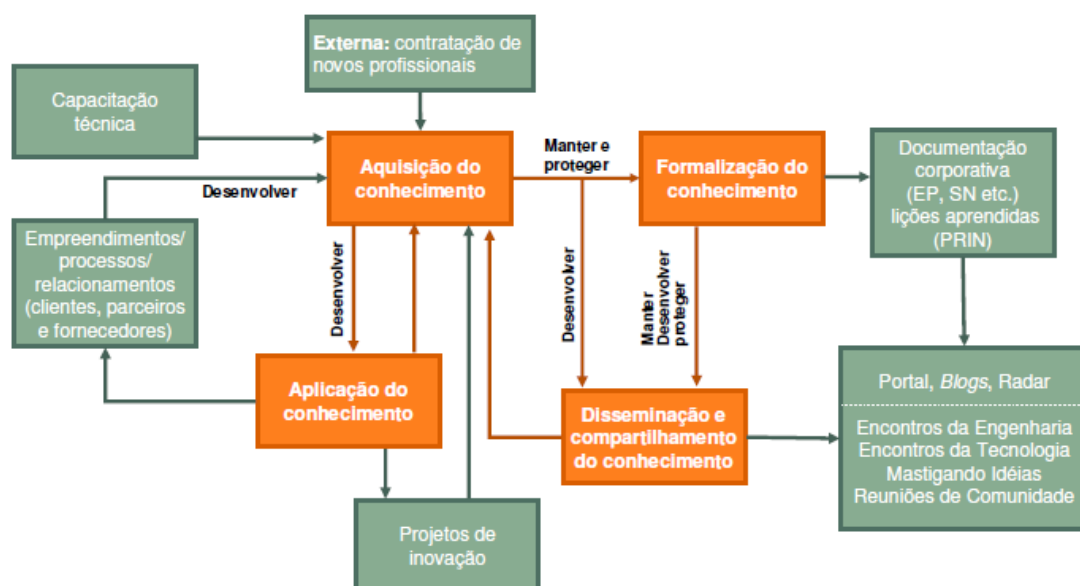 Externa: contratação de
novos profissionais
Capacitação
técnica
Aquisição do
conhecimento
Manter e
proteger
Formalização do
conhecimento
Documentação
corporativa
(EP, SN etc.)
lições aprendidas
(PRIN)
Desenvolver
Empreendimentos/
processos/
relacionamentos
(clientes, parceiros
e fornecedores)
Desenvolver
Desenvolver
Manter
Desenvolver
proteger
Aplicação do
conhecimento
Disseminação e
compartilhamento
do conhecimento
Portal, Blogs, Radar
Encontros da Engenharia
Encontros da Tecnologia
Mastigando Idéias
Reuniões de Comunidade
Projetos de
inovação